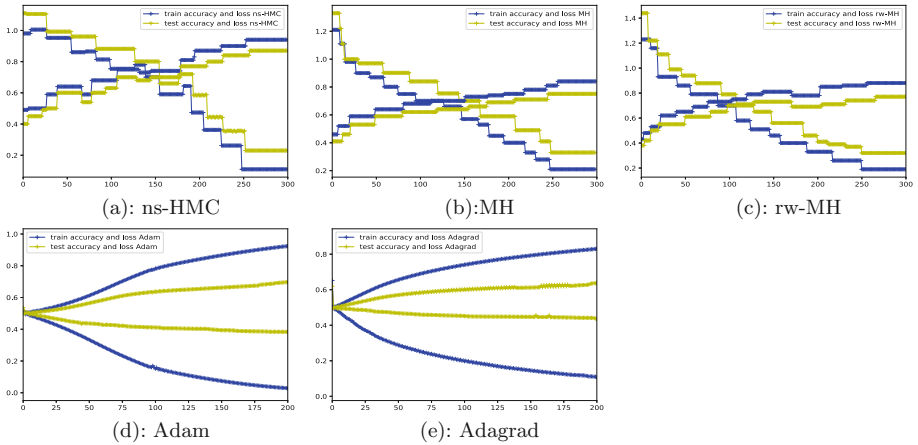 train accuracy and loss ns-HMC
test accuracy and loss ns-HMC
1.0
0.8
0.6
0.4
0.2
0 50 100 150 200 250 300
(a): ns-HMC
train accuracy and loss MH
test accuracy and loss MH
1.2
1.0
0.8
0.6
0.4
0.2
0 50 100 150 200 250 300
(b):MH
train accuracy and loss rw-MH
test accuracy and loss rw-MH
1.4
1.2
1.0
0.8
0.6
0.4
0.2
0 50 100 150 200 250 300
(c): rw-MH
train accuracy and loss Adam
test accuracy and loss Adam
1.0
0.8
0.6
0.4
0.2
0.0
0 25 50 75 100 125 150 175 200
(d): Adam
train accuracy and loss Adagrad
test accuracy and loss Adagrad
0.8
0.6
0.4
0.2
0.0
0 25 50 75 100 125 150 175 200
(e): Adagrad